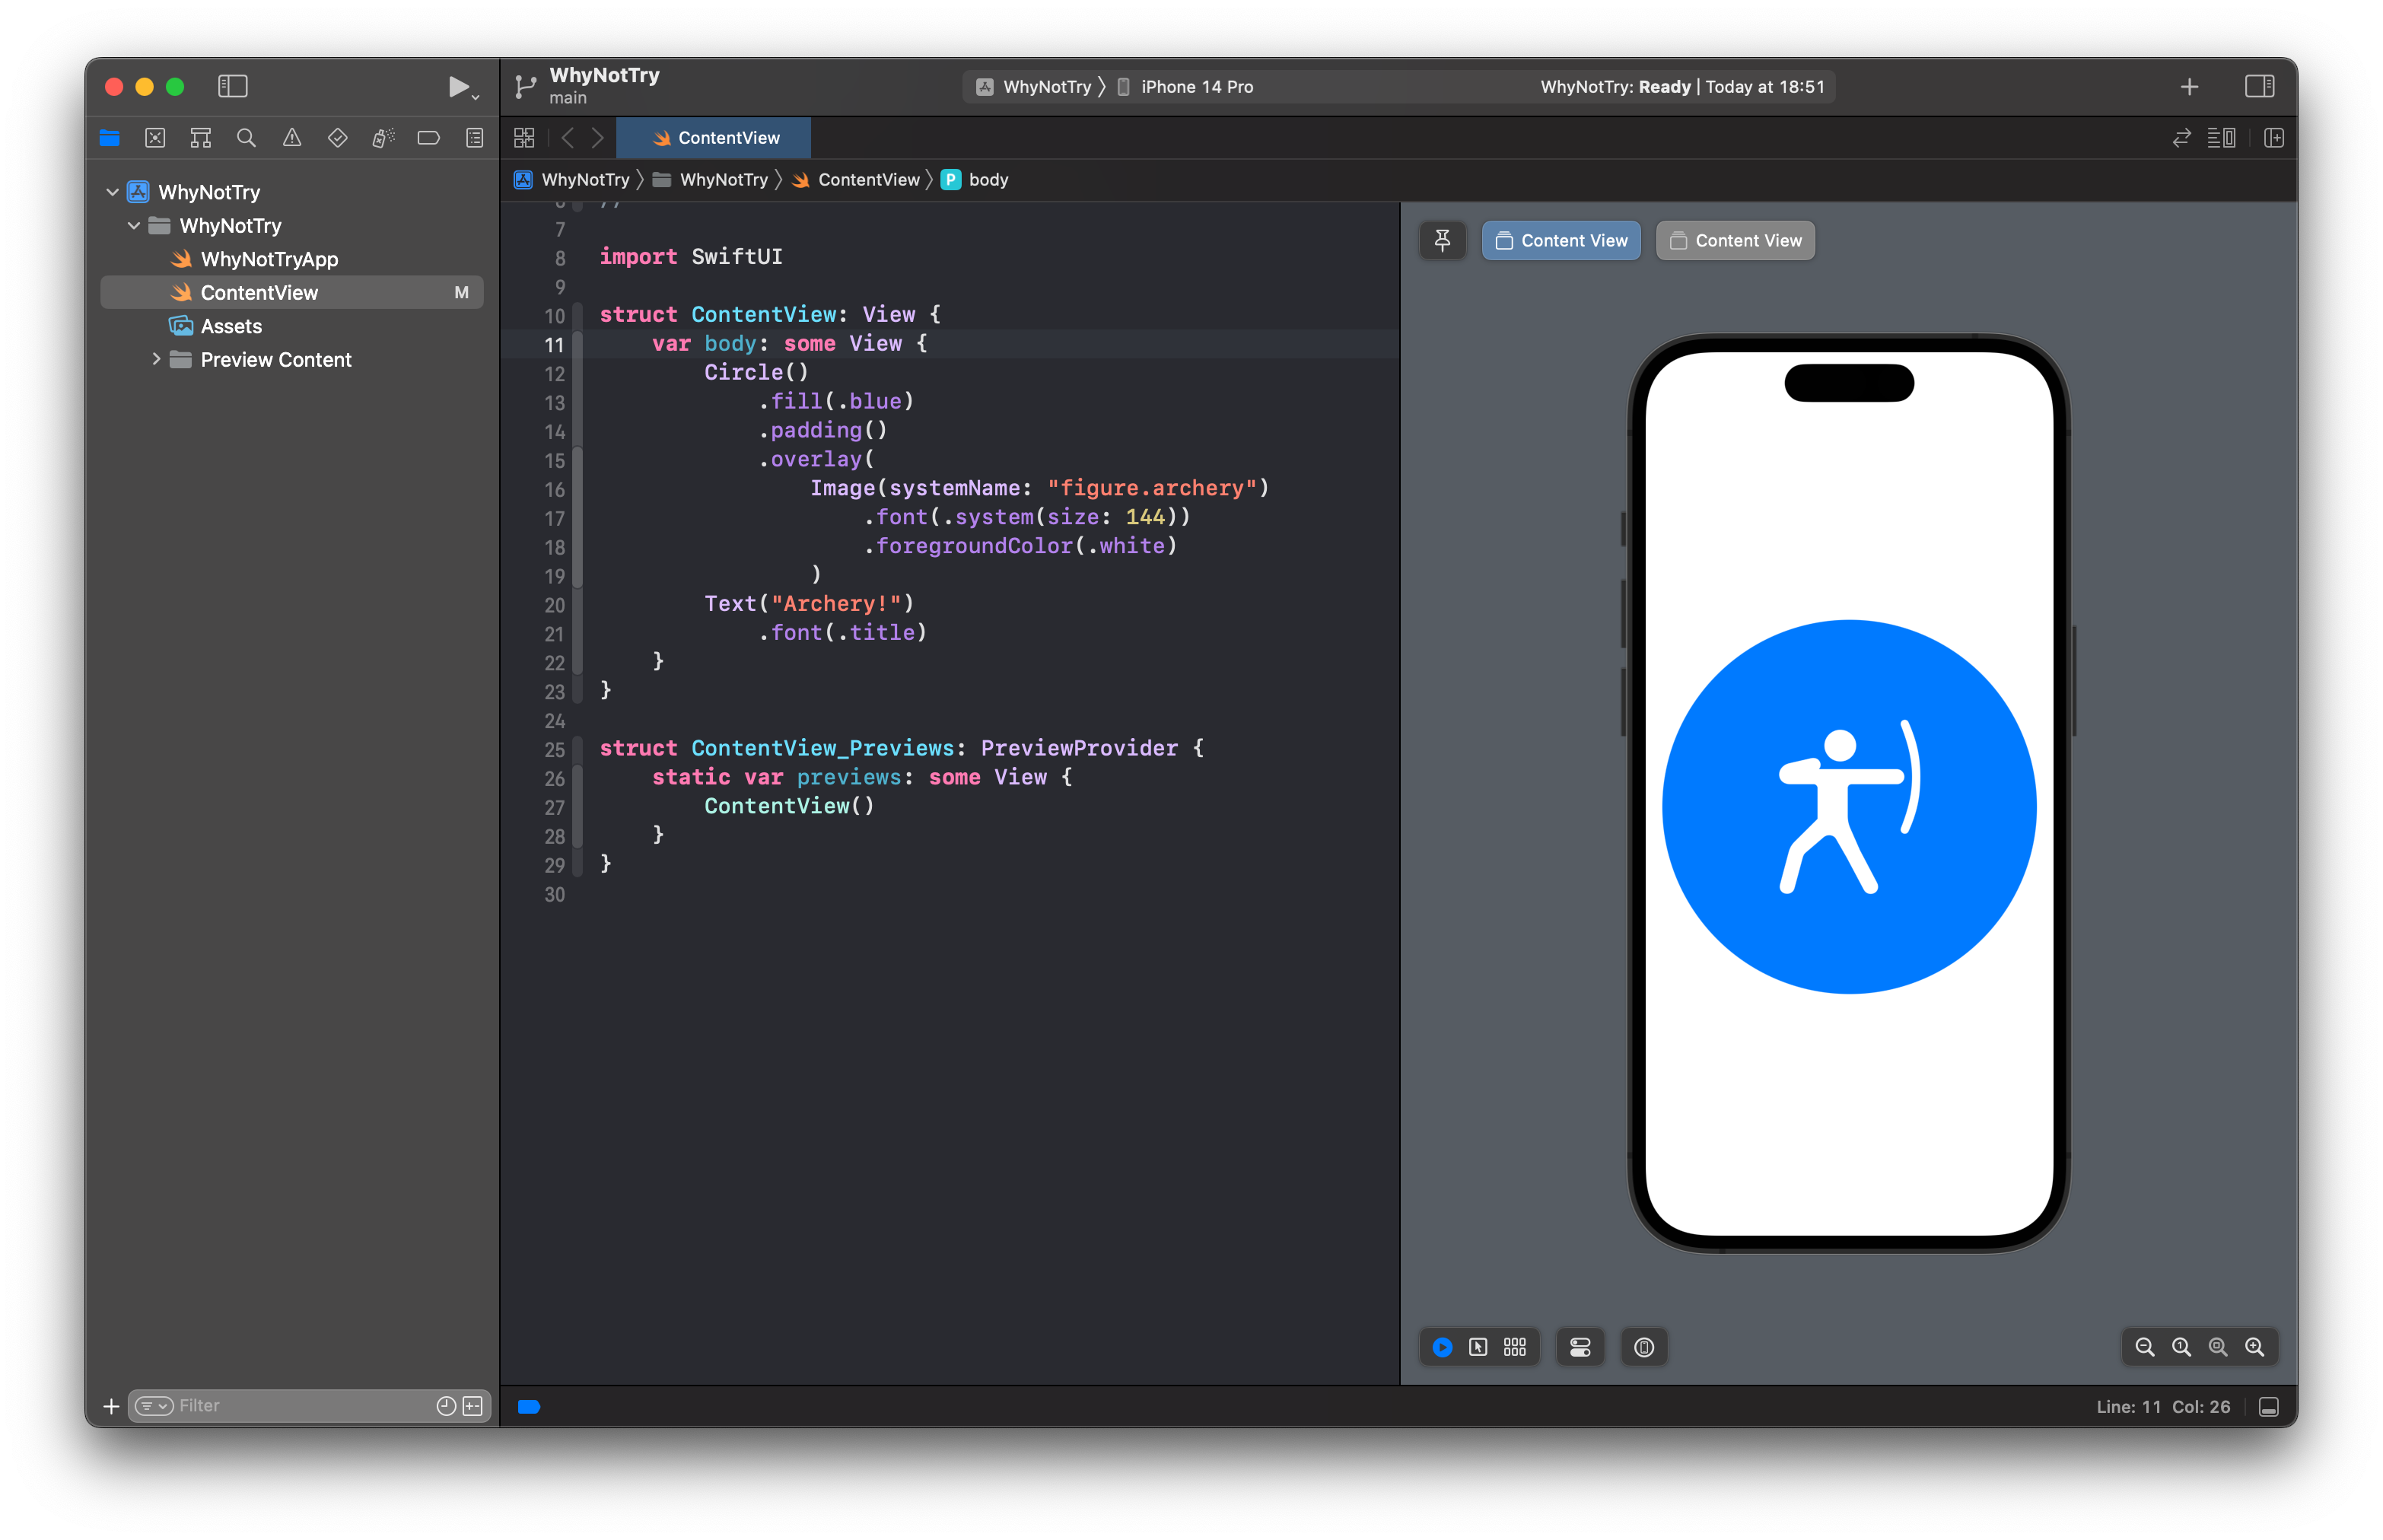 WhyNotTry
main
WhyNotTry
iPhone 14 Pro
WhyNotTry: Ready | Today at 18:51
ContentView
WhyNotTry
WhyNotTry
ContentView
P
body
WhyNotTry
WhyNotTry
WhyNotTryApp
ContentView
M
Assets
Preview Content
6 //
7
8 import SwiftUI
9
10 struct ContentView: View {
11 var body: some View {
12 Circle()
13 .fill(.blue)
14 .padding()
15 .overlay(
16 Image(systemName: "figure.archery")
17 .font(.system(size: 144))
18 .foregroundColor(.white)
19 )
20 Text("Archery!")
21 .font(.title)
22 }
23 }
24
25 struct ContentView_Previews: PreviewProvider {
26 static var previews: some View {
27 ContentView()
28 }
29 }
30
Content View
Content View
Filter
Line: 11 Col: 26